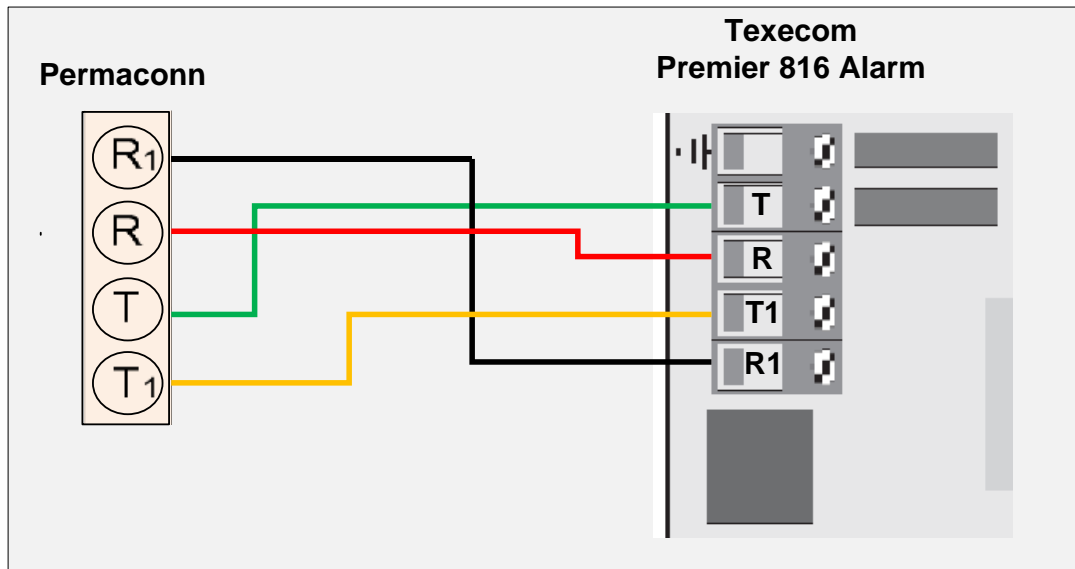 Texecom
Premier 816 Alarm
Permaconn
R1
R
T
T1
T
R
T1
R1